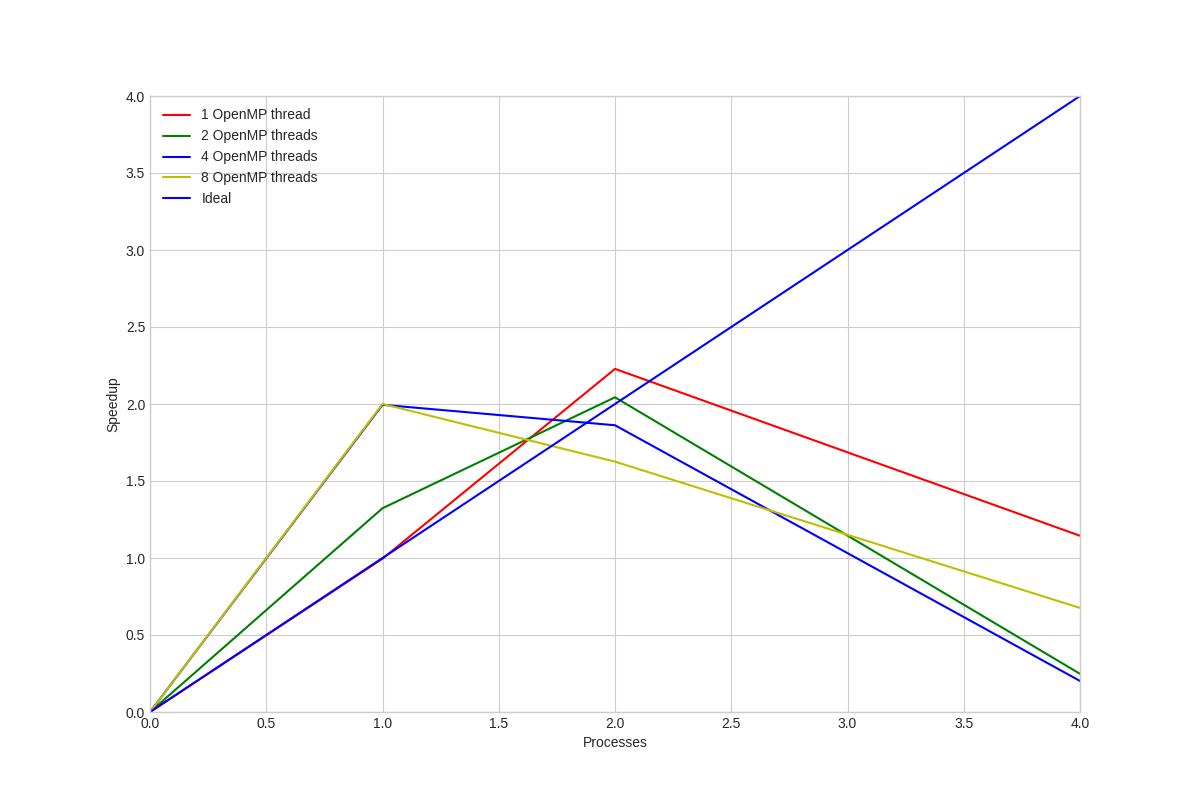 4.0
3.5
3.0
2.5
2.0
1.5
1.0
0.5
0.0
Speedup
1 OpenMP thread
2 OpenMP threads
4 OpenMP threads
8 OpenMP threads
Ideal
0.0 0.5 1.0 1.5 2.0 2.5 3.0 3.5 4.0
Processes